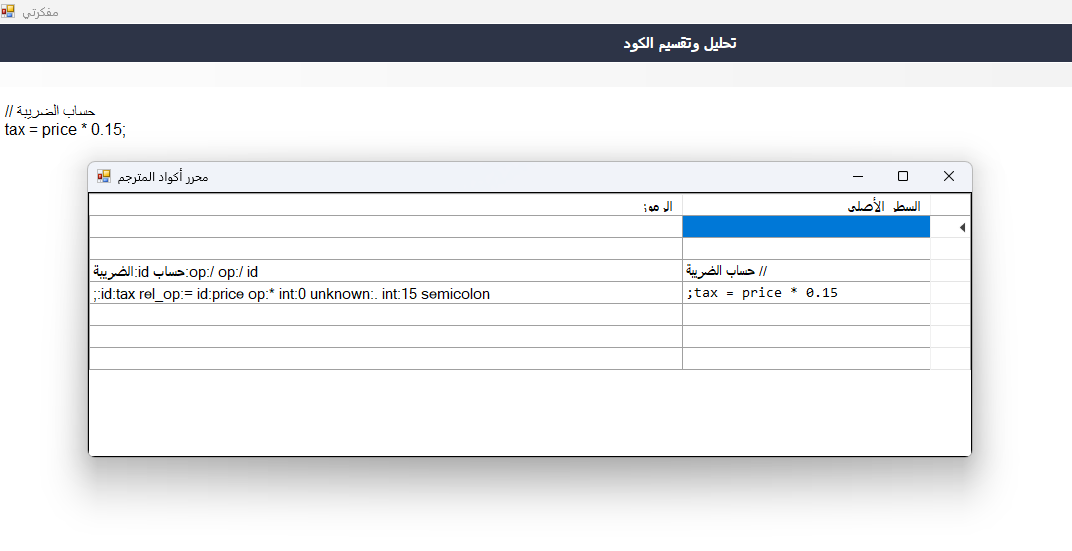 مفكرتي
تحليل وتقسيم الكود
// حساب الضريبة
tax = price * 0.15;
محرر أكواد المترجم
السطر الأصلي
الرموز
// حساب الضريبة
op:/ op:/ id:حساب id:الضريبة
tax = price * 0.15;
id:tax rel_op:= id:price op:* int:0 unknown:. int:15 semicolon:;